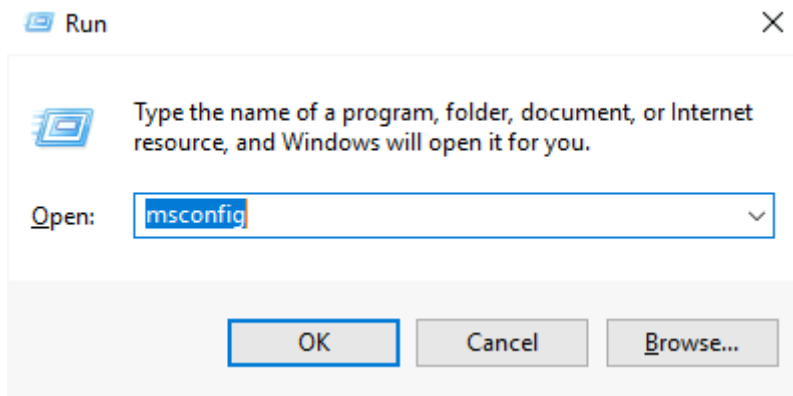 Run
Type the name of a program, folder, document, or Internet
resource, and Windows will open it for you.
Open: msconfig
OK Cancel Browse...